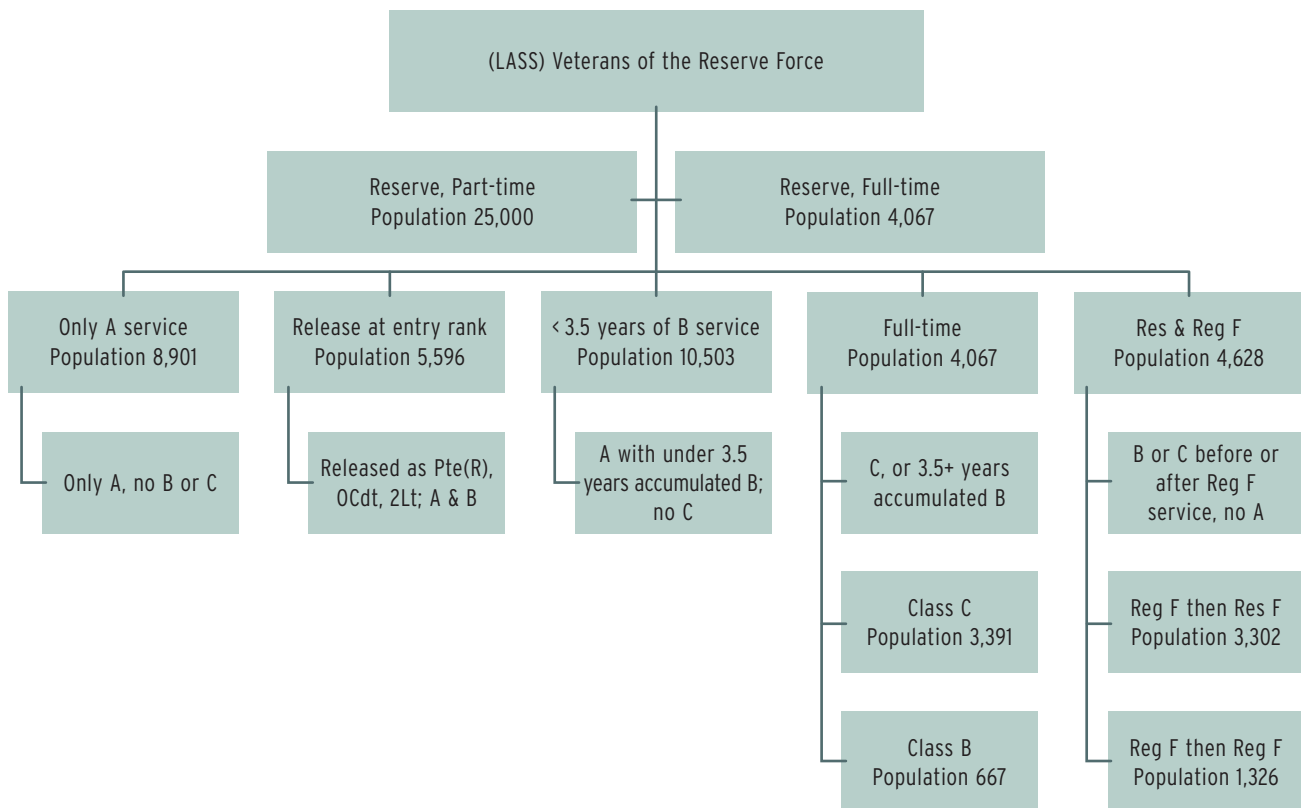 (LASS) Veterans of the Reserve Force
Reserve, Part-time
Population 25,000
Reserve, Full-time
Population 4,067
Only A service
Population 8,901
Release at entry rank
Population 5,596
< 3.5 years of B service
Population 10,503
Full-time
Population 4,067
Res & Reg F
Population 4,628
Only A, no B or C
Released as Pte(R),
OCdt, 2Lt; A & B
A with under 3.5
years accumulated B;
no C
C, or 3.5+ years
accumulated B
B or C before or
after Reg F
service, no A
Class C
Population 3,391
Reg F then Res F
Population 3,302
Class B
Population 667
Reg F then Reg F
Population 1,326